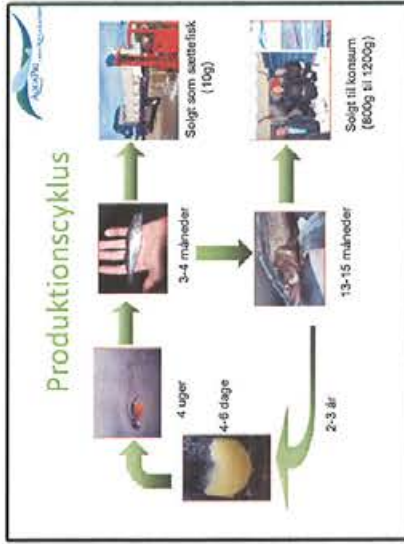 AquaPri
Produktionscyklus
4 uger
3-4 måneder
Solgt som sættefisk
(10g)
4-6 dage
2-3 år
13-15 måneder
Solgt til konsum
(800g til 1200g)